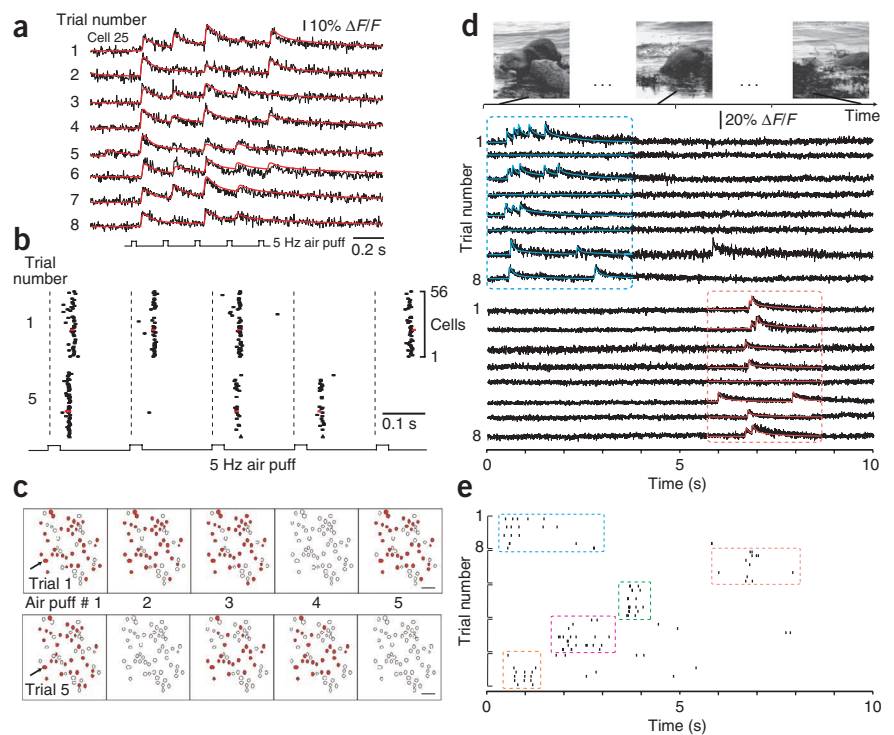 a
Trial number
Cell 25
10% ΔF/F
1
2
3
4
5
6
7
8
5 Hz air puff
0.2 s
b
Trial
number
1
5
56
Cells
1
0.1 s
5 Hz air puff
c
Trial 1
Air puff # 1 2 3 4 5
Trial 5
d
... ...
Time
20% ΔF/F
Trial number
1
8
1
8
0 5 10
Time (s)
e
Trial number
1
8
0 5 10
Time (s)